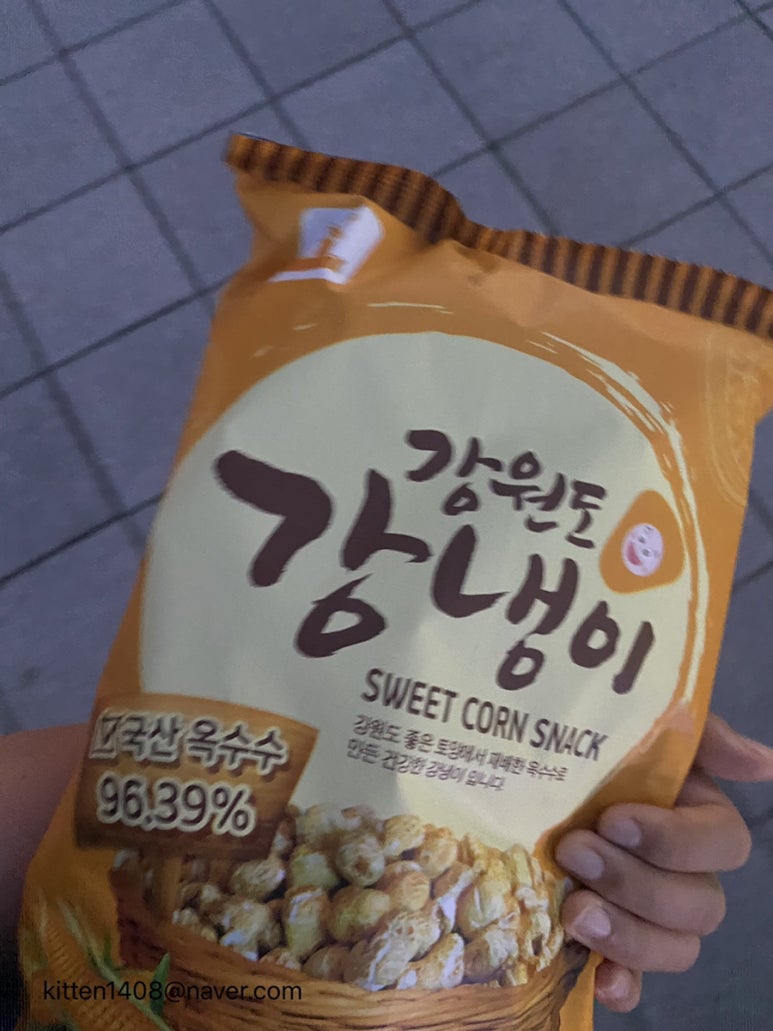 강원도
강냉이
SWEET CORN SNACK
강원도 좋은 토양에서 재배한 옥수수로
만든 건강한 강냉이 입니다.
국산 옥수수
96.39%
kitten1408@naver.com